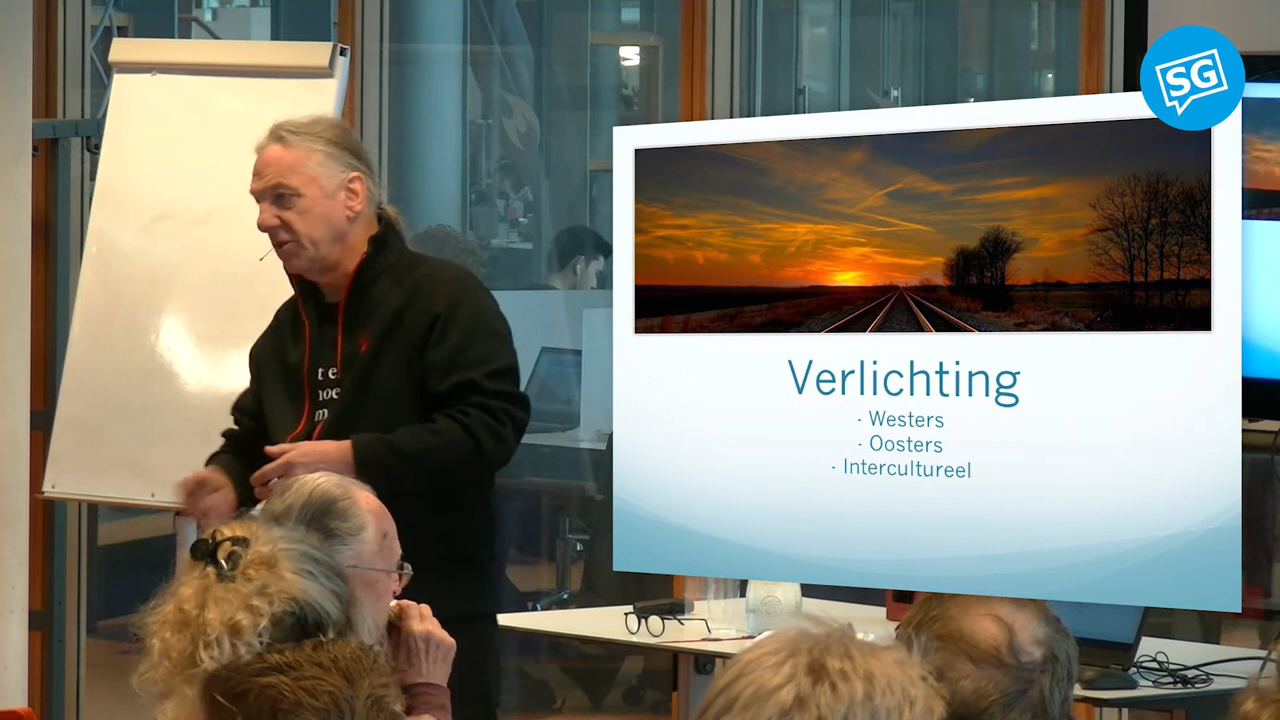 SG
Verlichting
- Westers
- Oosters
- Intercultureel